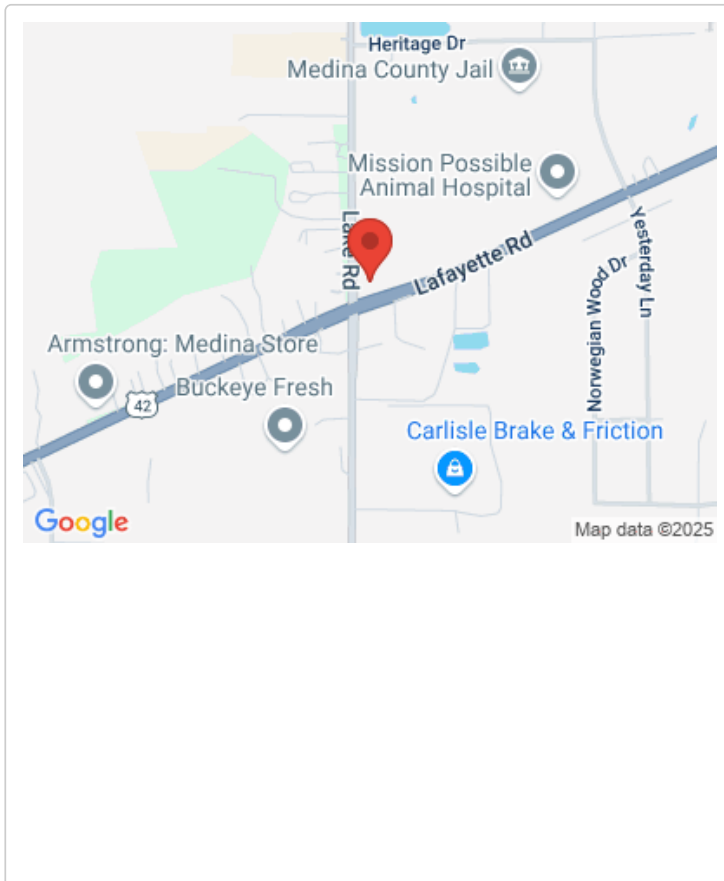 Heritage Dr
Medina County Jail
Mission Possible
Animal Hospital
Lake Rd
Lafayette Rd
Yesterday Ln
Norwegian Wood Dr
Armstrong: Medina Store
42
Buckeye Fresh
Carlisle Brake & Friction
Google
Map data ©2025